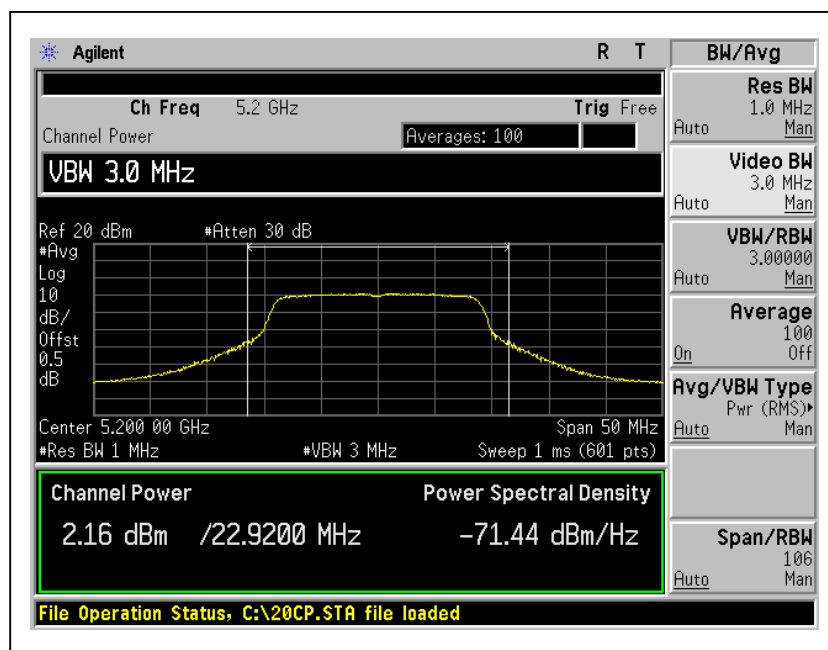 Agilent R T
Ch Freq 5.2 GHz Trig Free
Channel Power Averages: 100
VBW 3.0 MHz
Ref 20 dBm #Atten 30 dB
#Avg
Log
10
dB/
Offst
0.5
dB
Center 5.200 00 GHz Span 50 MHz
#Res BW 1 MHz #VBW 3 MHz Sweep 1 ms (601 pts)
Channel Power Power Spectral Density
2.16 dBm /22.9200 MHz -71.44 dBm/Hz
File Operation Status, C:\20CP.STA file loaded
BW/Avg
Res BW
1.0 MHz
Auto Man
Video BW
3.0 MHz
Auto Man
VBW/RBW
3.00000
Auto Man
Average
100
On Off
Avg/VBW Type
Pwr (RMS)▸
Auto Man
Span/RBW
106
Auto Man